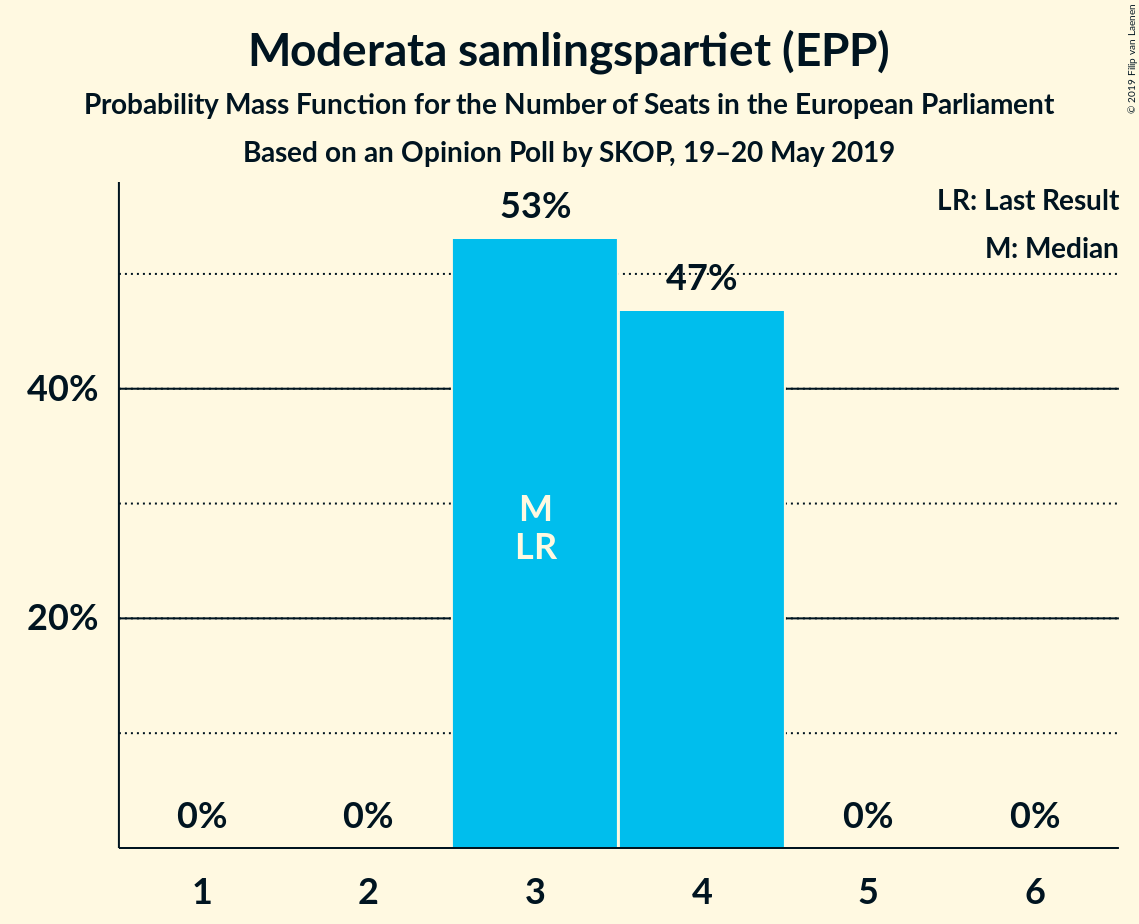 Moderata samlingspartiet (EPP)
Probability Mass Function for the Number of Seats in the European Parliament
Based on an Opinion Poll by SKOP, 19–20 May 2019
© 2019 Filip van Laenen
LR: Last Result
M: Median
53%
47%
40%
20%
M
LR
0%
0%
0%
0%
1
2
3
4
5
6